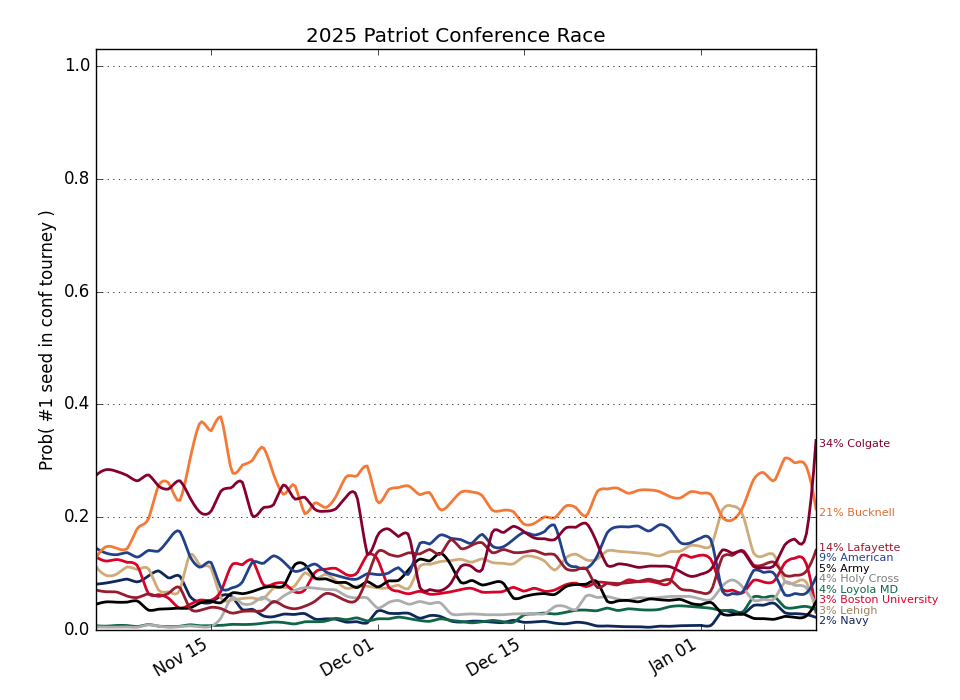 2025 Patriot Conference Race
Prob( #1 seed in conf tourney )
1.0
0.8
0.6
0.4
0.2
0.0
Nov 15
Dec 01
Dec 15
Jan 01
34% Colgate
21% Bucknell
14% Lafayette
9% American
5% Army
4% Holy Cross
4% Loyola MD
3% Boston University
3% Lehigh
2% Navy